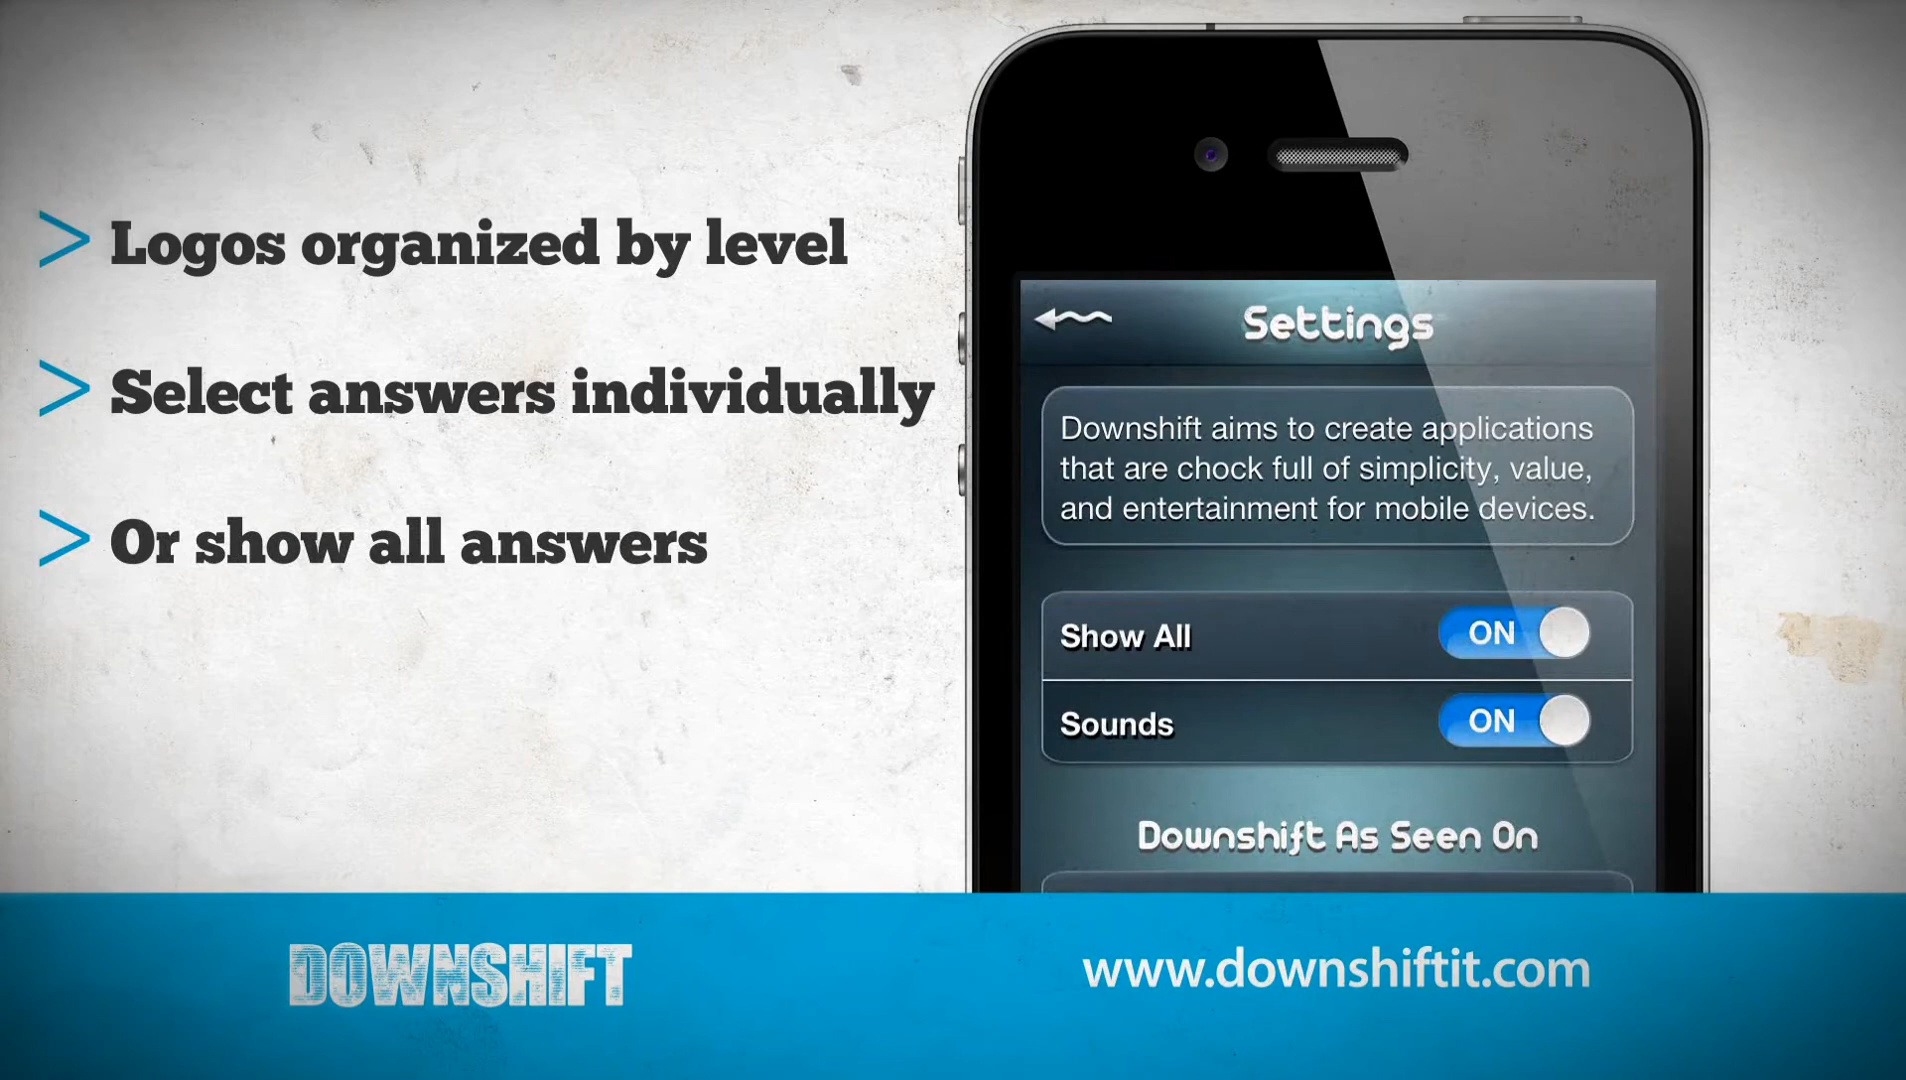 Logos organized by level
Select answers individually
Or show all answers
Settings
Downshift aims to create applications
that are chock full of simplicity, value,
and entertainment for mobile devices.
Show All ON
Sounds ON
Downshift As Seen On
DOWNSHIFT
www.downshiftit.com